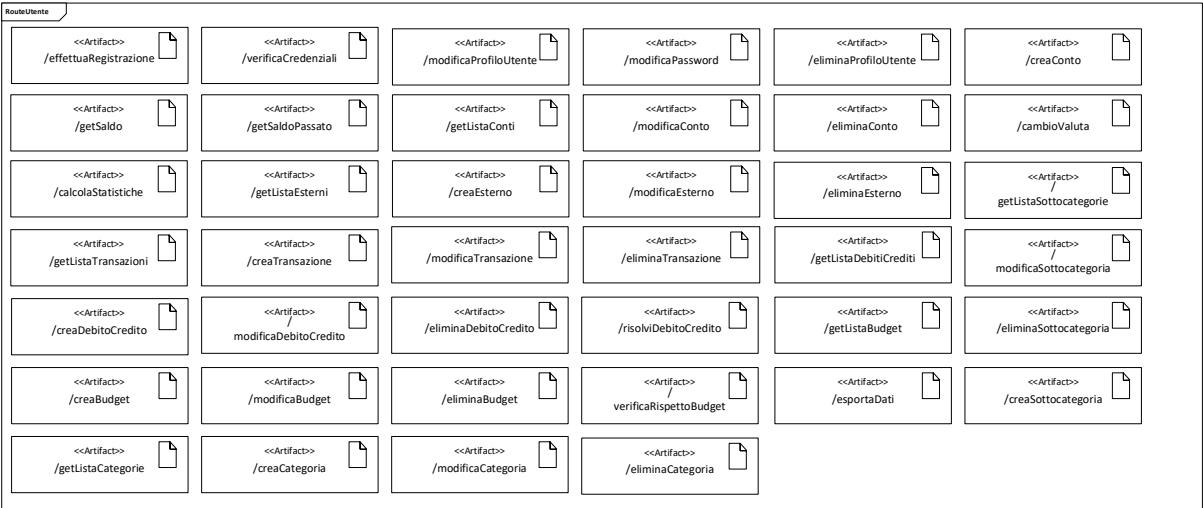 RouteUtente
<<Artifact>>
/effettuaRegistrazione
<<Artifact>>
/verificaCredenziali
<<Artifact>>
/modificaProfiloUtente
<<Artifact>>
/modificaPassword
<<Artifact>>
/eliminaProfiloUtente
<<Artifact>>
/creaConto
<<Artifact>>
/getSaldo
<<Artifact>>
/getSaldoPassato
<<Artifact>>
/getListaConti
<<Artifact>>
/modificaConto
<<Artifact>>
/eliminaConto
<<Artifact>>
/cambioValuta
<<Artifact>>
/calcolaStatistiche
<<Artifact>>
/getListaEsterni
<<Artifact>>
/creaEsterno
<<Artifact>>
/modificaEsterno
<<Artifact>>
/eliminaEsterno
<<Artifact>>
/
getListaSottocategorie
<<Artifact>>
/getListaTransazioni
<<Artifact>>
/creaTransazione
<<Artifact>>
/modificaTransazione
<<Artifact>>
/eliminaTransazione
<<Artifact>>
/getListaDebitiCrediti
<<Artifact>>
/
modificaSottocategoria
<<Artifact>>
/creaDebitoCredito
<<Artifact>>
/
modificaDebitoCredito
<<Artifact>>
/eliminaDebitoCredito
<<Artifact>>
/risolviDebitoCredito
<<Artifact>>
/getListaBudget
<<Artifact>>
/eliminaSottocategoria
<<Artifact>>
/creaBudget
<<Artifact>>
/modificaBudget
<<Artifact>>
/eliminaBudget
<<Artifact>>
/
verificaRispettoBudget
<<Artifact>>
/esportaDati
<<Artifact>>
/creaSottocategoria
<<Artifact>>
/getListaCategorie
<<Artifact>>
/creaCategoria
<<Artifact>>
/modificaCategoria
<<Artifact>>
/eliminaCategoria